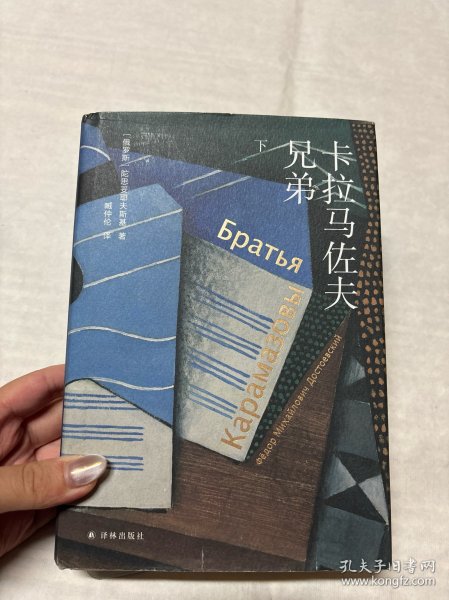 卡拉马佐夫
兄弟
下
[俄罗斯] 陀思妥耶夫斯基 著
臧仲伦 译
Братья
Карамазовы
Фёдор Михайлович Достоевский
译林出版社
孔夫子旧书网
www.kongfz.com